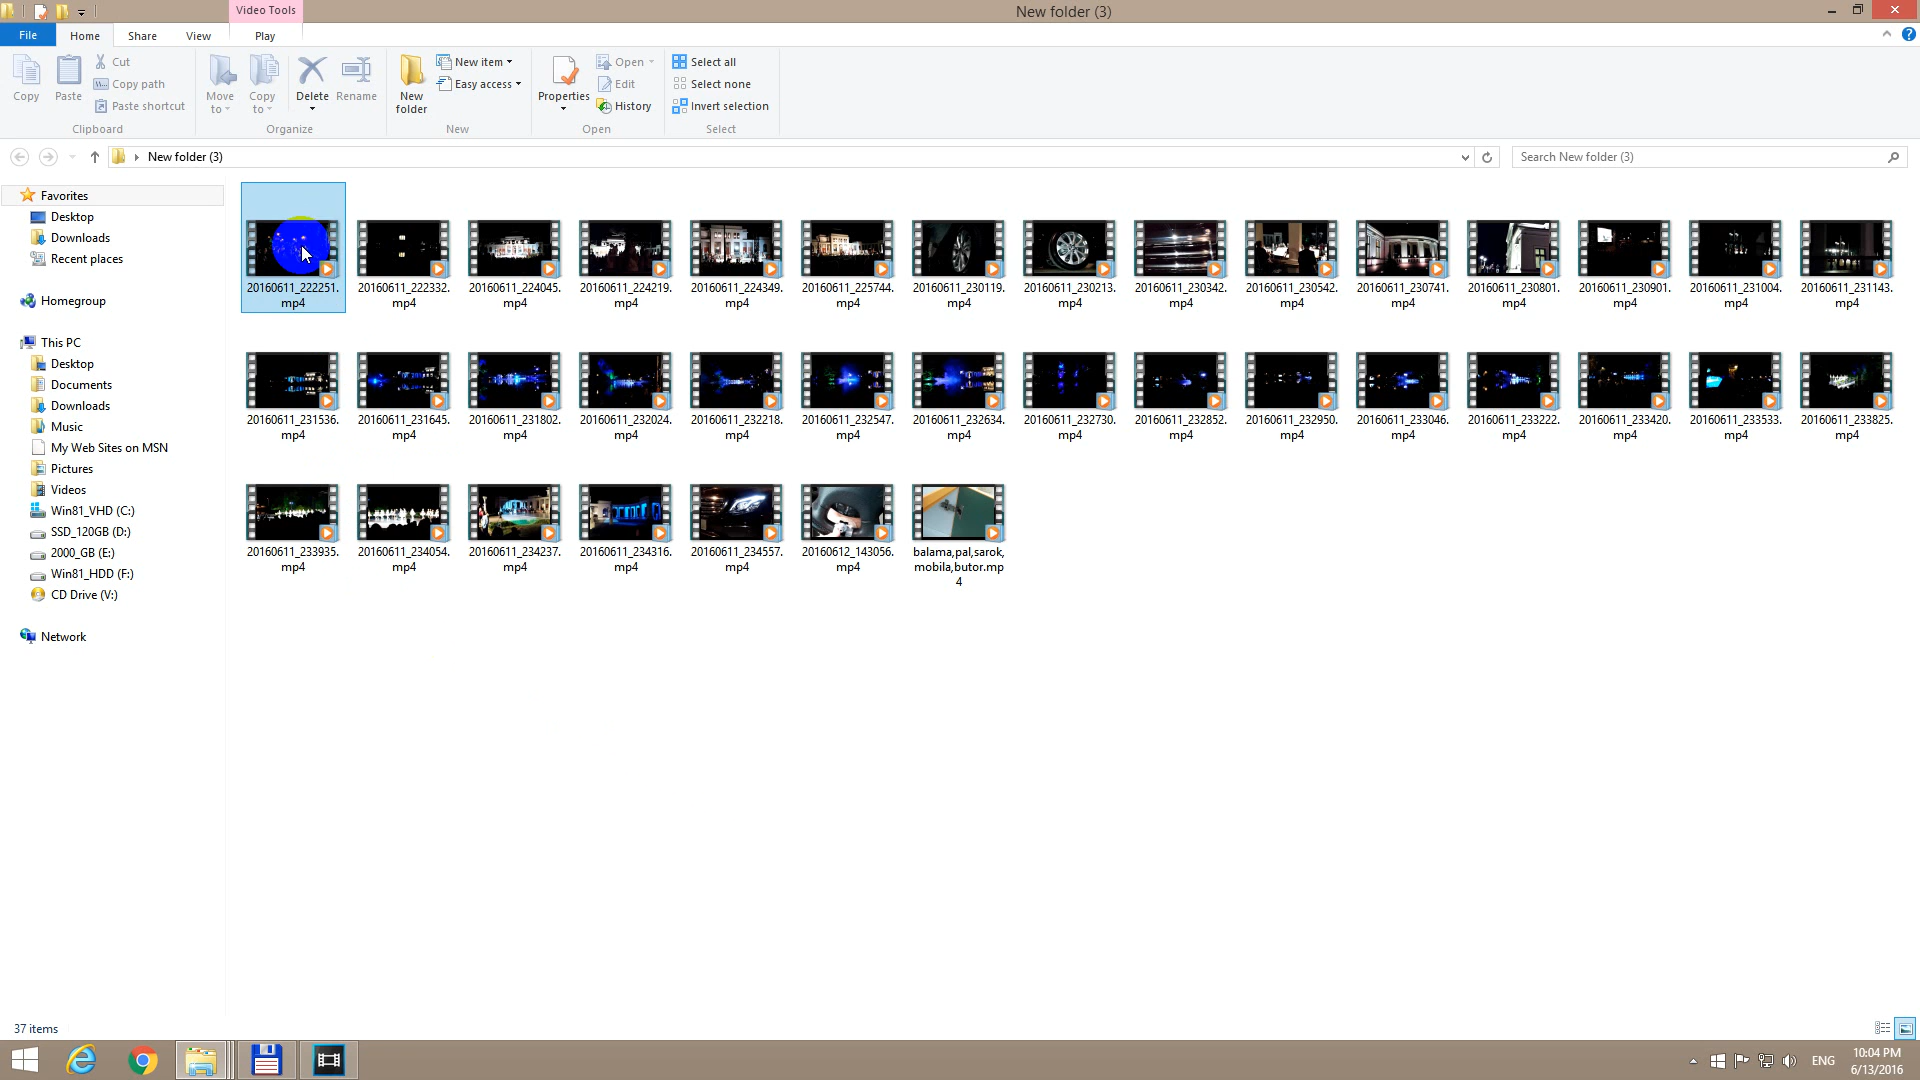 Video Tools
New folder (3)
File
Home
Share
View
Play
Copy
Paste
Cut
Copy path
Paste shortcut
Clipboard
Move to
Copy to
Delete
Rename
Organize
New folder
New item
Easy access
New
Properties
Open
Edit
History
Open
Select all
Select none
Invert selection
Select
New folder (3)
Search New folder (3)
Favorites
Desktop
Downloads
Recent places
Homegroup
This PC
Desktop
Documents
Downloads
Music
My Web Sites on MSN
Pictures
Videos
Win81_VHD (C:)
SSD_120GB (D:)
2000_GB (E:)
Win81_HDD (F:)
CD Drive (V:)
Network
20160611_222251.mp4
20160611_222332.mp4
20160611_224045.mp4
20160611_224219.mp4
20160611_224349.mp4
20160611_225744.mp4
20160611_230119.mp4
20160611_230213.mp4
20160611_230342.mp4
20160611_230542.mp4
20160611_230741.mp4
20160611_230801.mp4
20160611_230901.mp4
20160611_231004.mp4
20160611_231143.mp4
20160611_231536.mp4
20160611_231645.mp4
20160611_231802.mp4
20160611_232024.mp4
20160611_232218.mp4
20160611_232547.mp4
20160611_232634.mp4
20160611_232730.mp4
20160611_232852.mp4
20160611_232950.mp4
20160611_233046.mp4
20160611_233222.mp4
20160611_233420.mp4
20160611_233533.mp4
20160611_233825.mp4
20160611_233935.mp4
20160611_234054.mp4
20160611_234237.mp4
20160611_234316.mp4
20160611_234557.mp4
20160612_143056.mp4
balama,pal,sarok,mobila,butor.mp4
37 items
ENG
10:04 PM
6/13/2016